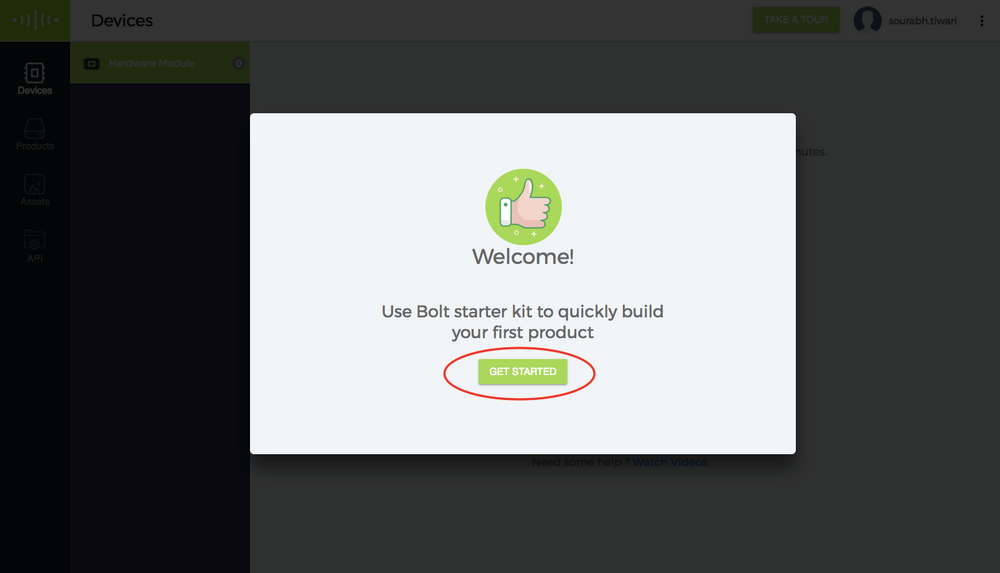 Devices
TAKE A TOUR
sourabh.tiwari
Hardware Module
0
Devices
Products
Assets
API
nutes.
Welcome!
Use Bolt starter kit to quickly build
your first product
GET STARTED
Need some help ? Watch Videos